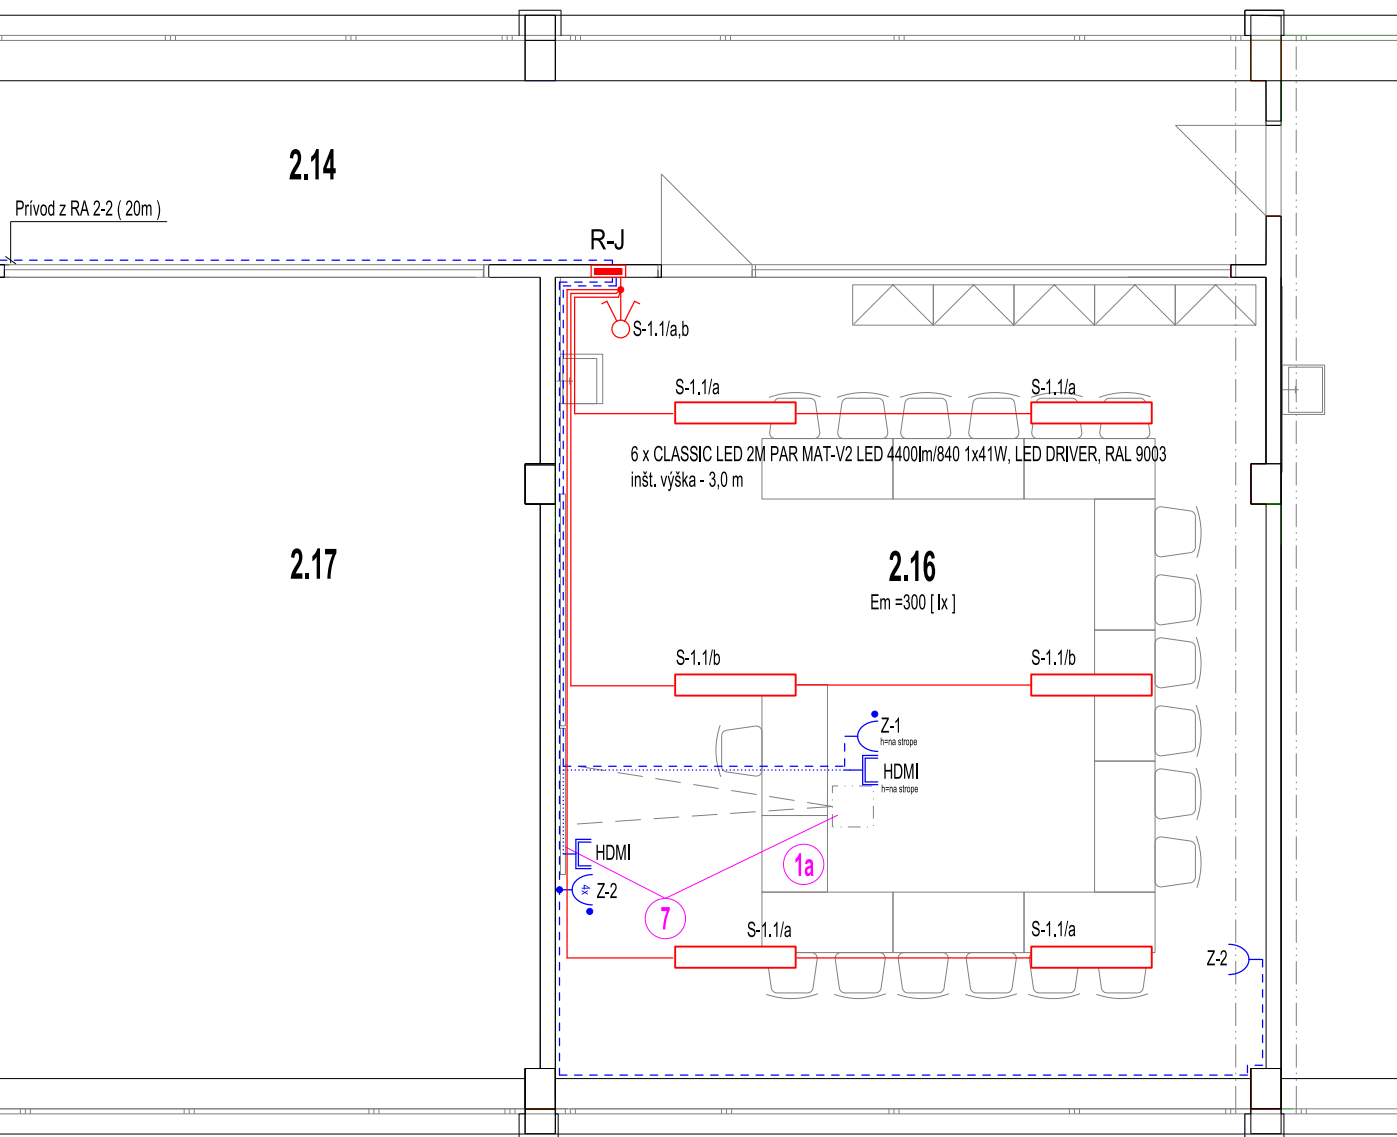 2.14
Prívod z RA 2-2 ( 20m )
R-J
S-1.1/a,b
S-1.1/a
S-1.1/a
6 x CLASSIC LED 2M PAR MAT-V2 LED 4400lm/840 1x41W, LED DRIVER, RAL 9003
inšt. výška - 3,0 m
2.17
2.16
Em =300 [ lx ]
S-1.1/b
S-1.1/b
Z-1
h=na strope
HDMI
h=na strope
HDMI
1a
4x
Z-2
7
S-1.1/a
S-1.1/a
Z-2